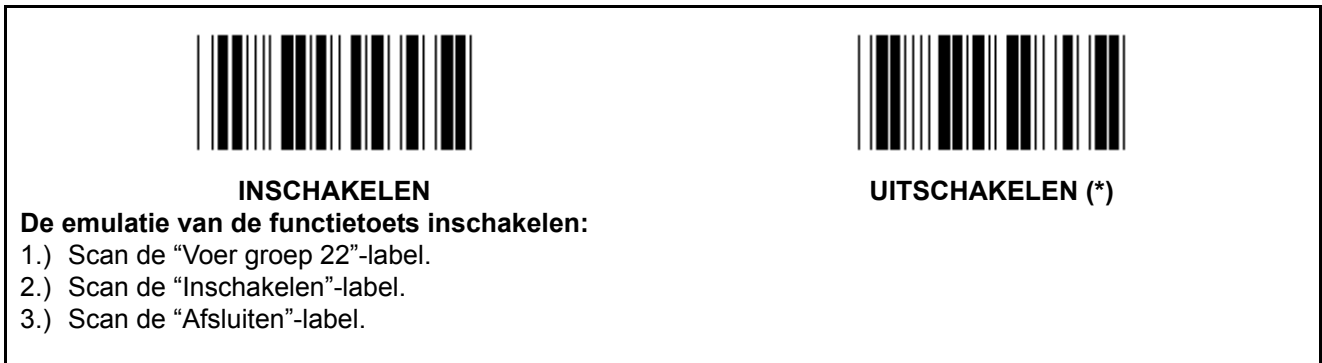 INSCHAKELEN
UITSCHAKELEN (*)
De emulatie van de functietoets inschakelen:
1.) Scan de “Voer groep 22”-label.
2.) Scan de “Inschakelen”-label.
3.) Scan de “Afsluiten”-label.